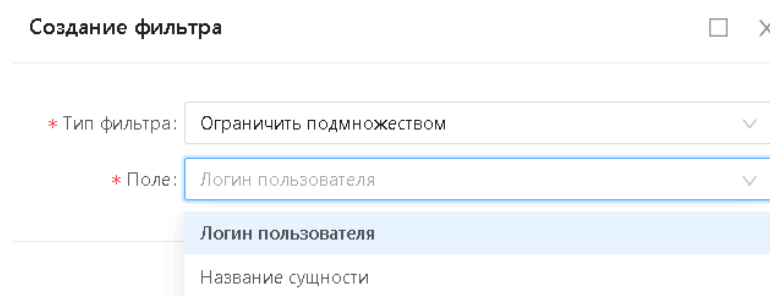 Создание фильтра
* Тип фильтра: Ограничить подмножеством
* Поле: Логин пользователя
Логин пользователя
Название сущности